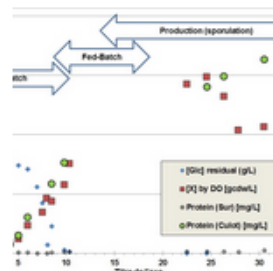 Production (sporulation)
Fed-Batch
atch
[Glc] residual (g/L)
[X] by DO [gcdw/L]
Protein (Sur) [mg/L]
Protein (Culot) [mg/L]
5 10 15 20 25 30